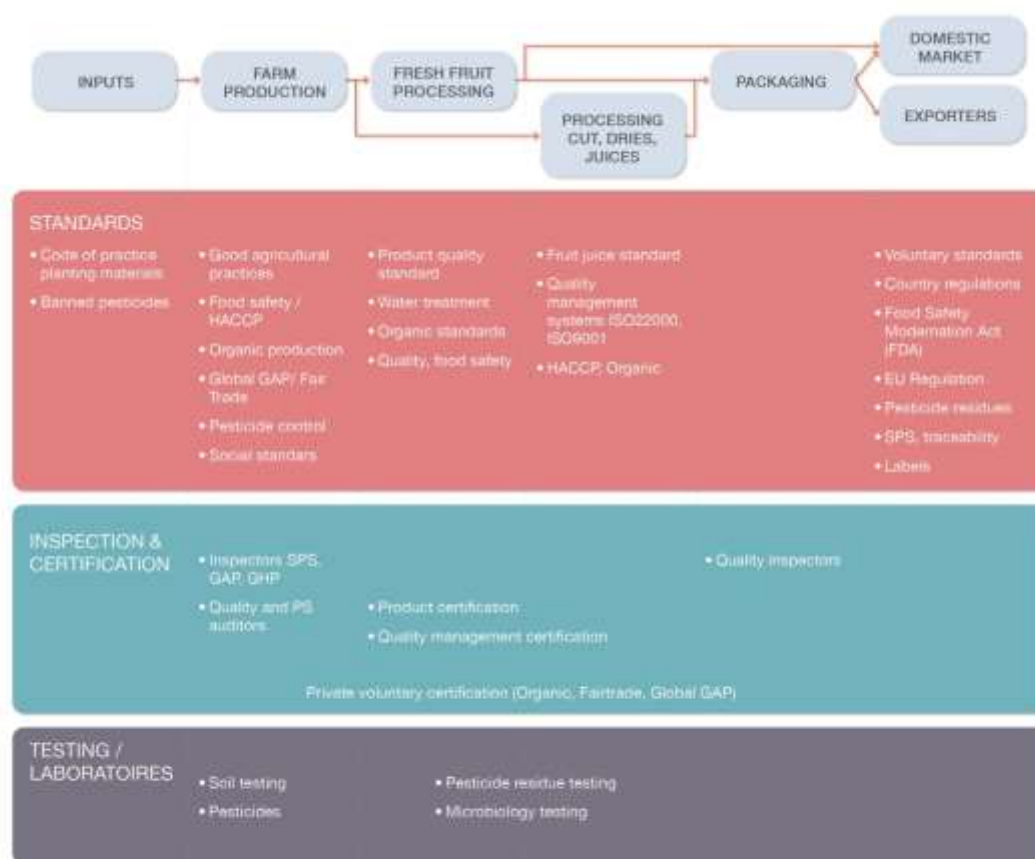 INPUTS
FARM
PRODUCTION
FRESH FRUIT
PROCESSING
PROCESSING
CUT, DRIES,
JUICES
PACKAGING
DOMESTIC
MARKET
EXPORTERS
STANDARDS
• Code of practice
planting materials
• Banned pesticides
• Good agricultural
practices
• Food safety /
HACCP
• Organic production
• Global GAP/ Fair
Trade
• Pesticide control
• Social standars
• Product quality
standard
• Water treatment
• Organic standards
• Quality, food safety
• Fruit juice standard
• Quality
management
systems ISO22000,
ISO9001
• HACCP, Organic
• Voluntary standards
• Country regulations
• Food Safety
Modernation Act
(FDA)
• EU Regulation
• Pesticide residues
• SPS, traceability
• Labels
INSPECTION &
CERTIFICATION
• Inspectors SPS,
GAP, GHP
• Quality and PS
auditors
• Product certification
• Quality management certification
• Quality inspectors
Private voluntary certification (Organic, Fairtrade, Global GAP)
TESTING /
LABORATOIRES
• Soil testing
• Pesticides
• Pesticide residue testing
• Microbiology testing